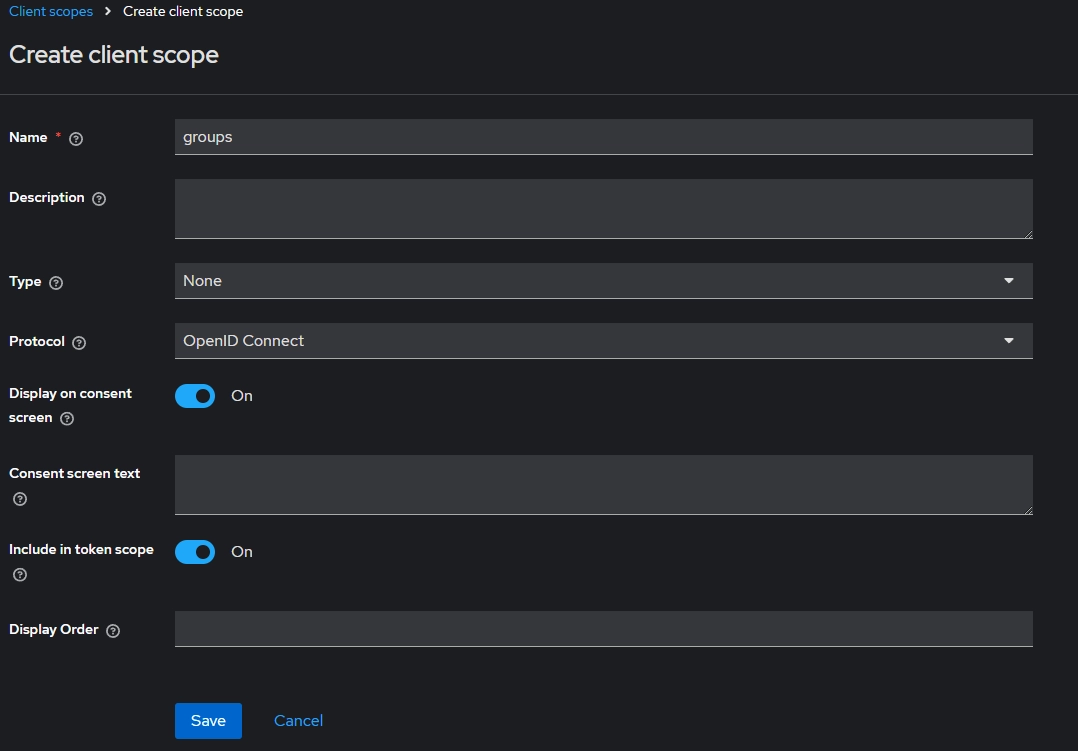 Client scopes > Create client scope
Create client scope
Name *
groups
Description
Type
None
Protocol
OpenID Connect
Display on consent
screen
On
Consent screen text
Include in token scope
On
Display Order
Save
Cancel